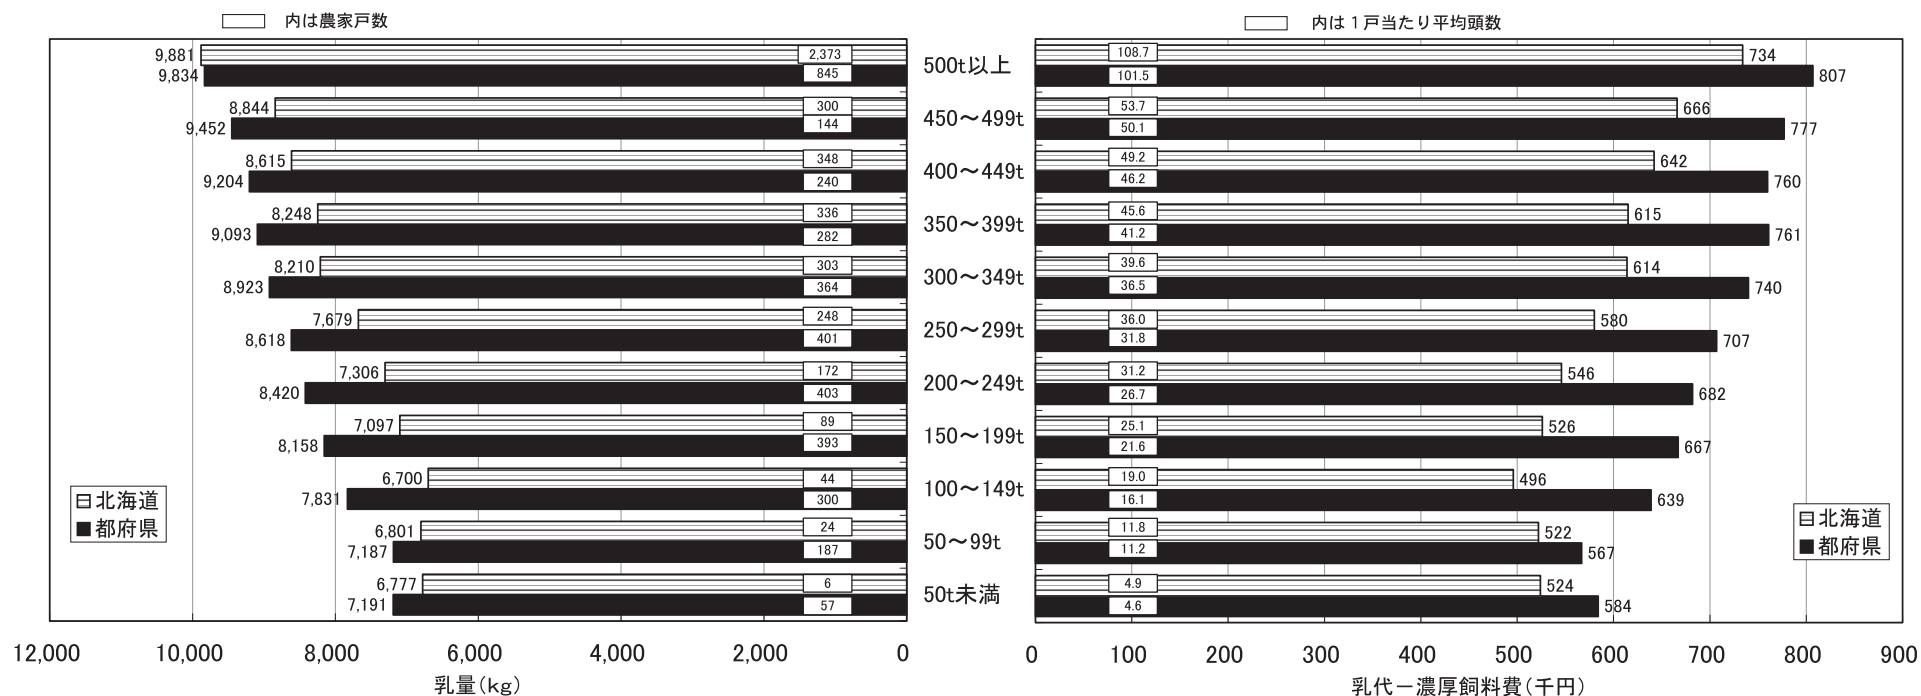 内は農家戸数
内は1戸当たり平均頭数
9,881 2,373 500t以上 108.7 734
9,834 845 101.5 807
8,844 300 450～499t 53.7 666
9,452 144 50.1 777
8,615 348 400～449t 49.2 642
9,204 240 46.2 760
8,248 336 350～399t 45.6 615
9,093 282 41.2 761
8,210 303 300～349t 39.6 614
8,923 364 36.5 740
7,679 248 250～299t 36.0 580
8,618 401 31.8 707
7,306 172 200～249t 31.2 546
8,420 403 26.7 682
7,097 89 150～199t 25.1 526
8,158 393 21.6 667
6,700 44 100～149t 19.0 496
7,831 300 16.1 639
6,801 24 50～99t 11.8 522
7,187 187 11.2 567
6,777 6 50t未満 4.9 524
7,191 57 4.6 584
北海道
都府県
北海道
都府県
12,000 10,000 8,000 6,000 4,000 2,000 0
0 100 200 300 400 500 600 700 800 900
乳量(kg)
乳代－濃厚飼料費(千円)